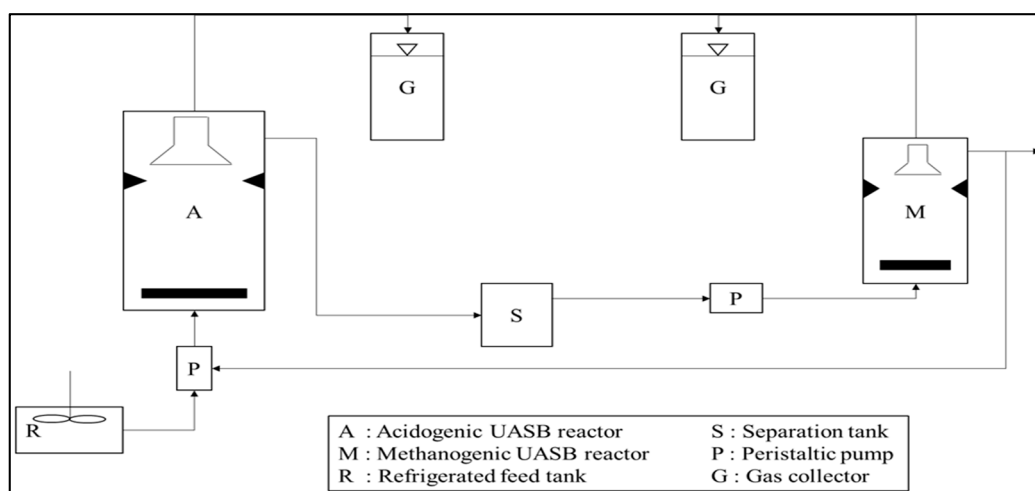 G
G
A
M
S
P
P
R
A : Acidogenic UASB reactor
M : Methanogenic UASB reactor
R : Refrigerated feed tank
S : Separation tank
P : Peristaltic pump
G : Gas collector